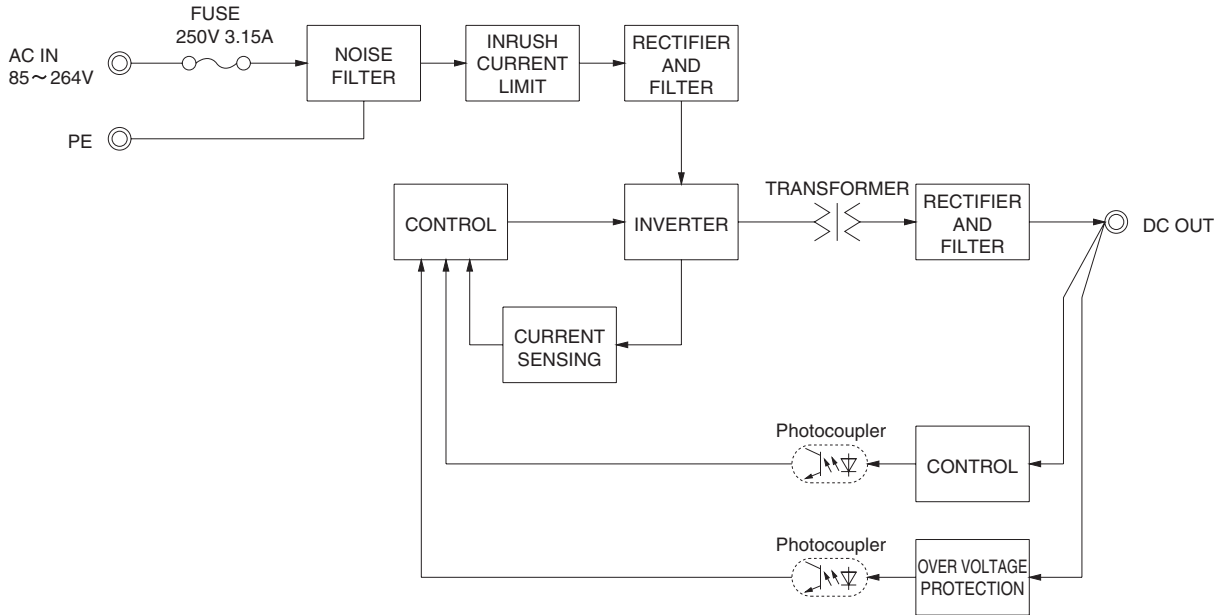 FUSE
250V 3.15A
AC IN
85～264V
NOISE
FILTER
INRUSH
CURRENT
LIMIT
RECTIFIER
AND
FILTER
PE
CONTROL
INVERTER
TRANSFORMER
RECTIFIER
AND
FILTER
DC OUT
CURRENT
SENSING
Photocoupler
CONTROL
Photocoupler
OVER VOLTAGE
PROTECTION